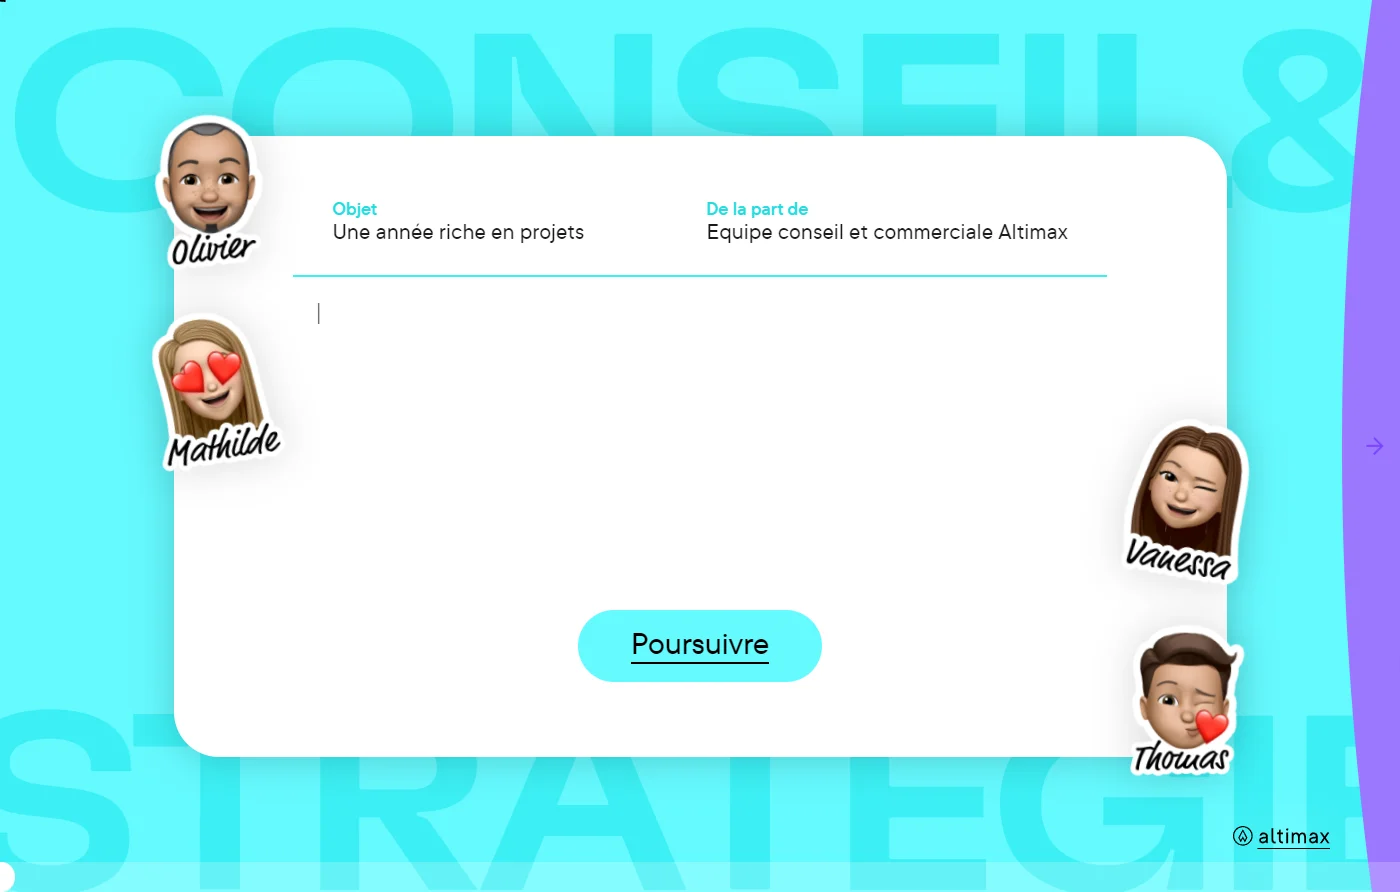 CONSEIL &
Olivier
Objet
Une année riche en projets
De la part de
Equipe conseil et commerciale Altimax
Mathilde
Vanessa
Poursuivre
Thomas
STRATEGIE
altimax